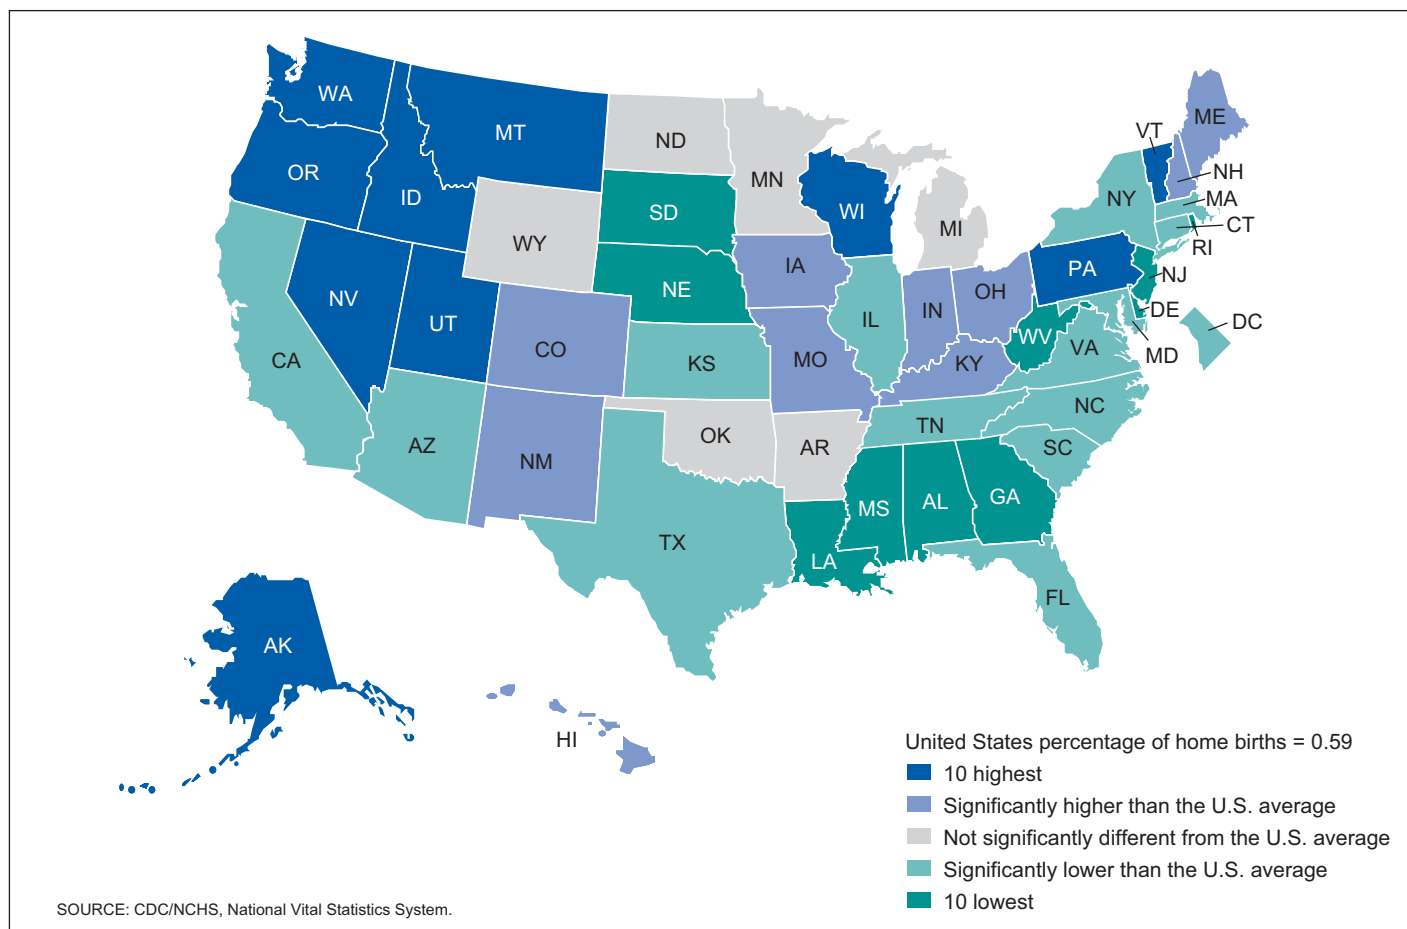 WA
MT
ND
MN
VT
ME
OR
ID
NH
SD
WI
NY
MA
WY
MI
CT
RI
IA
PA
NV
NE
NJ
UT
IL
IN
OH
DE
DC
CO
WV
VA
MD
CA
KS
MO
KY
NC
AZ
OK
AR
TN
SC
NM
MS
AL
GA
TX
LA
FL
AK
HI
United States percentage of home births = 0.59
10 highest
Significantly higher than the U.S. average
Not significantly different from the U.S. average
Significantly lower than the U.S. average
10 lowest
SOURCE: CDC/NCHS, National Vital Statistics System.